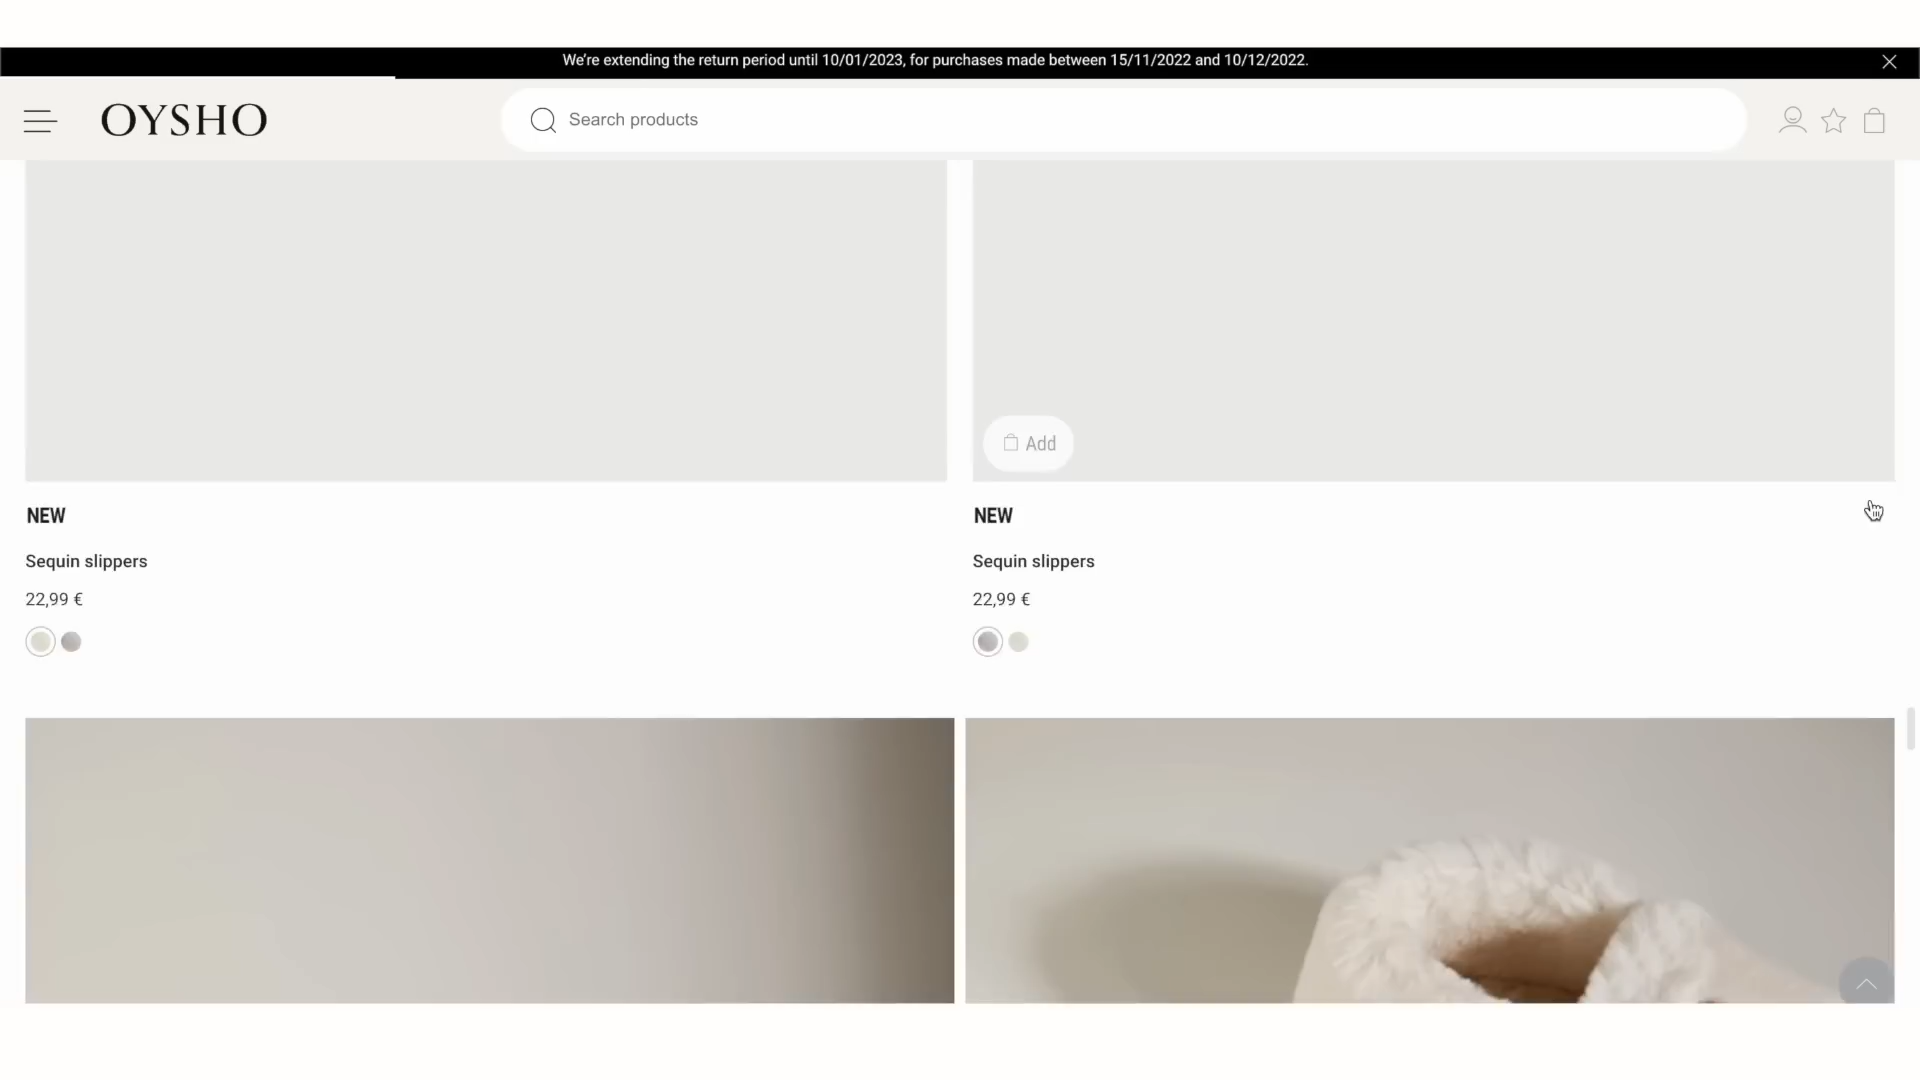 We're extending the return period until 10/01/2023, for purchases made between 15/11/2022 and 10/12/2022.
OYSHO
Search products
Add
NEW
NEW
Sequin slippers
Sequin slippers
22,99 €
22,99 €